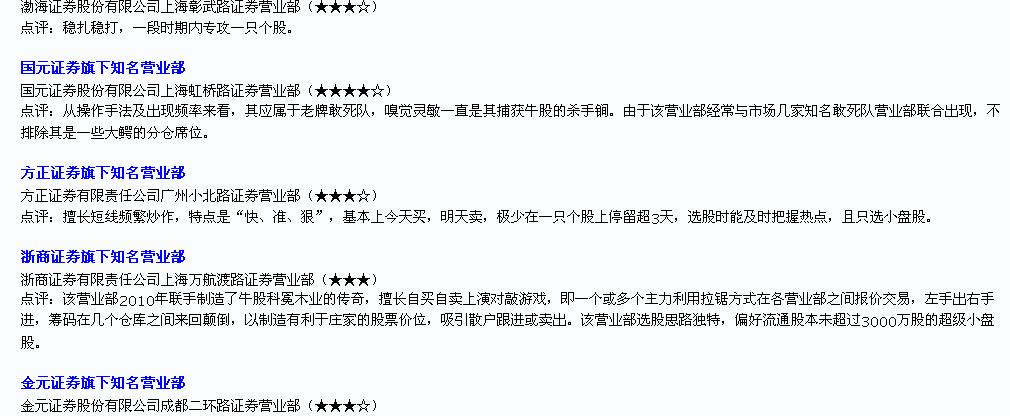 渤海证券股份有限公司上海彰武路证券营业部（★★★☆）
点评：稳扎稳打，一段时期内专攻一只个股。
国元证券旗下知名营业部
国元证券股份有限公司上海虹桥路证券营业部（★★★★☆）
点评：从操作手法及出现频率来看，其应属于老牌敢死队，嗅觉灵敏一直是其捕获牛股的杀手锏。由于该营业部经常与市场几家知名敢死队营业部联合出现，不
排除其是一些大鳄的分仓席位。
方正证券旗下知名营业部
方正证券有限责任公司广州小北路证券营业部（★★★☆）
点评：擅长短线频繁炒作，特点是“快、准、狠”，基本上今天买，明天卖，极少在一只个股上停留超3天，选股时能及时把握热点，且只选小盘股。
浙商证券旗下知名营业部
浙商证券有限责任公司上海万航渡路证券营业部（★★★）
点评：该营业部2010年联手制造了牛股科冕木业的传奇，擅长自买自卖上演对敲游戏，即一个或多个主力利用拉锯方式在各营业部之间报价交易，左手出右手
进，筹码在几个仓库之间来回颠倒，以制造有利于庄家的股票价位，吸引散户跟进或卖出。该营业部选股思路独特，偏好流通股本未超过3000万股的超级小盘
股。
金元证券旗下知名营业部
金元证券股份有限公司成都二环路证券营业部（★★★☆）